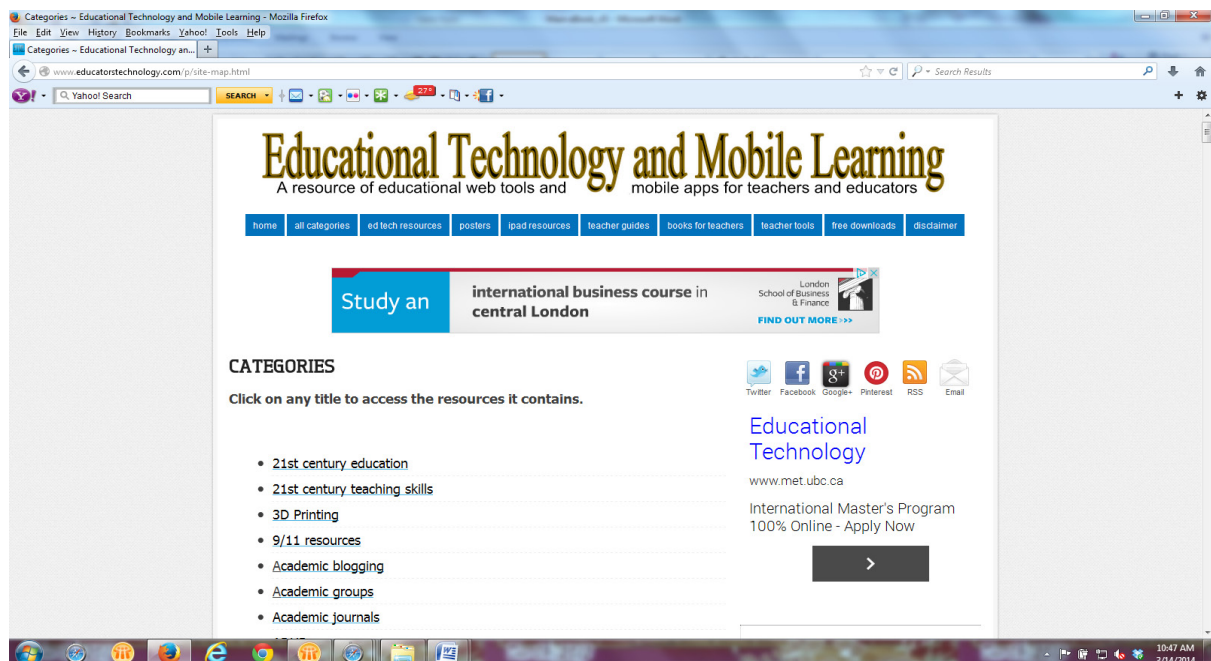 Categories ~ Educational Technology and Mobile Learning - Mozilla Firefox
File Edit View History Bookmarks Yahoo! Tools Help
Categories ~ Educational Technology an... +
www.educatorstechnology.com/p/site-map.html
Search Results
Yahoo! Search
SEARCH
27°
Educational Technology and Mobile Learning
A resource of educational web tools and mobile apps for teachers and educators
home all categories ed tech resources posters ipad resources teacher guides books for teachers teacher tools free downloads disclaimer
Study an
international business course in
central London
London
School of Business
& Finance
FIND OUT MORE >>>
CATEGORIES
Click on any title to access the resources it contains.
21st century education
21st century teaching skills
3D Printing
9/11 resources
Academic blogging
Academic groups
Academic journals
Twitter Facebook Google+ Pinterest RSS Email
Educational
Technology
www.met.ubc.ca
International Master's Program
100% Online - Apply Now
10:47 AM
3/14/2014